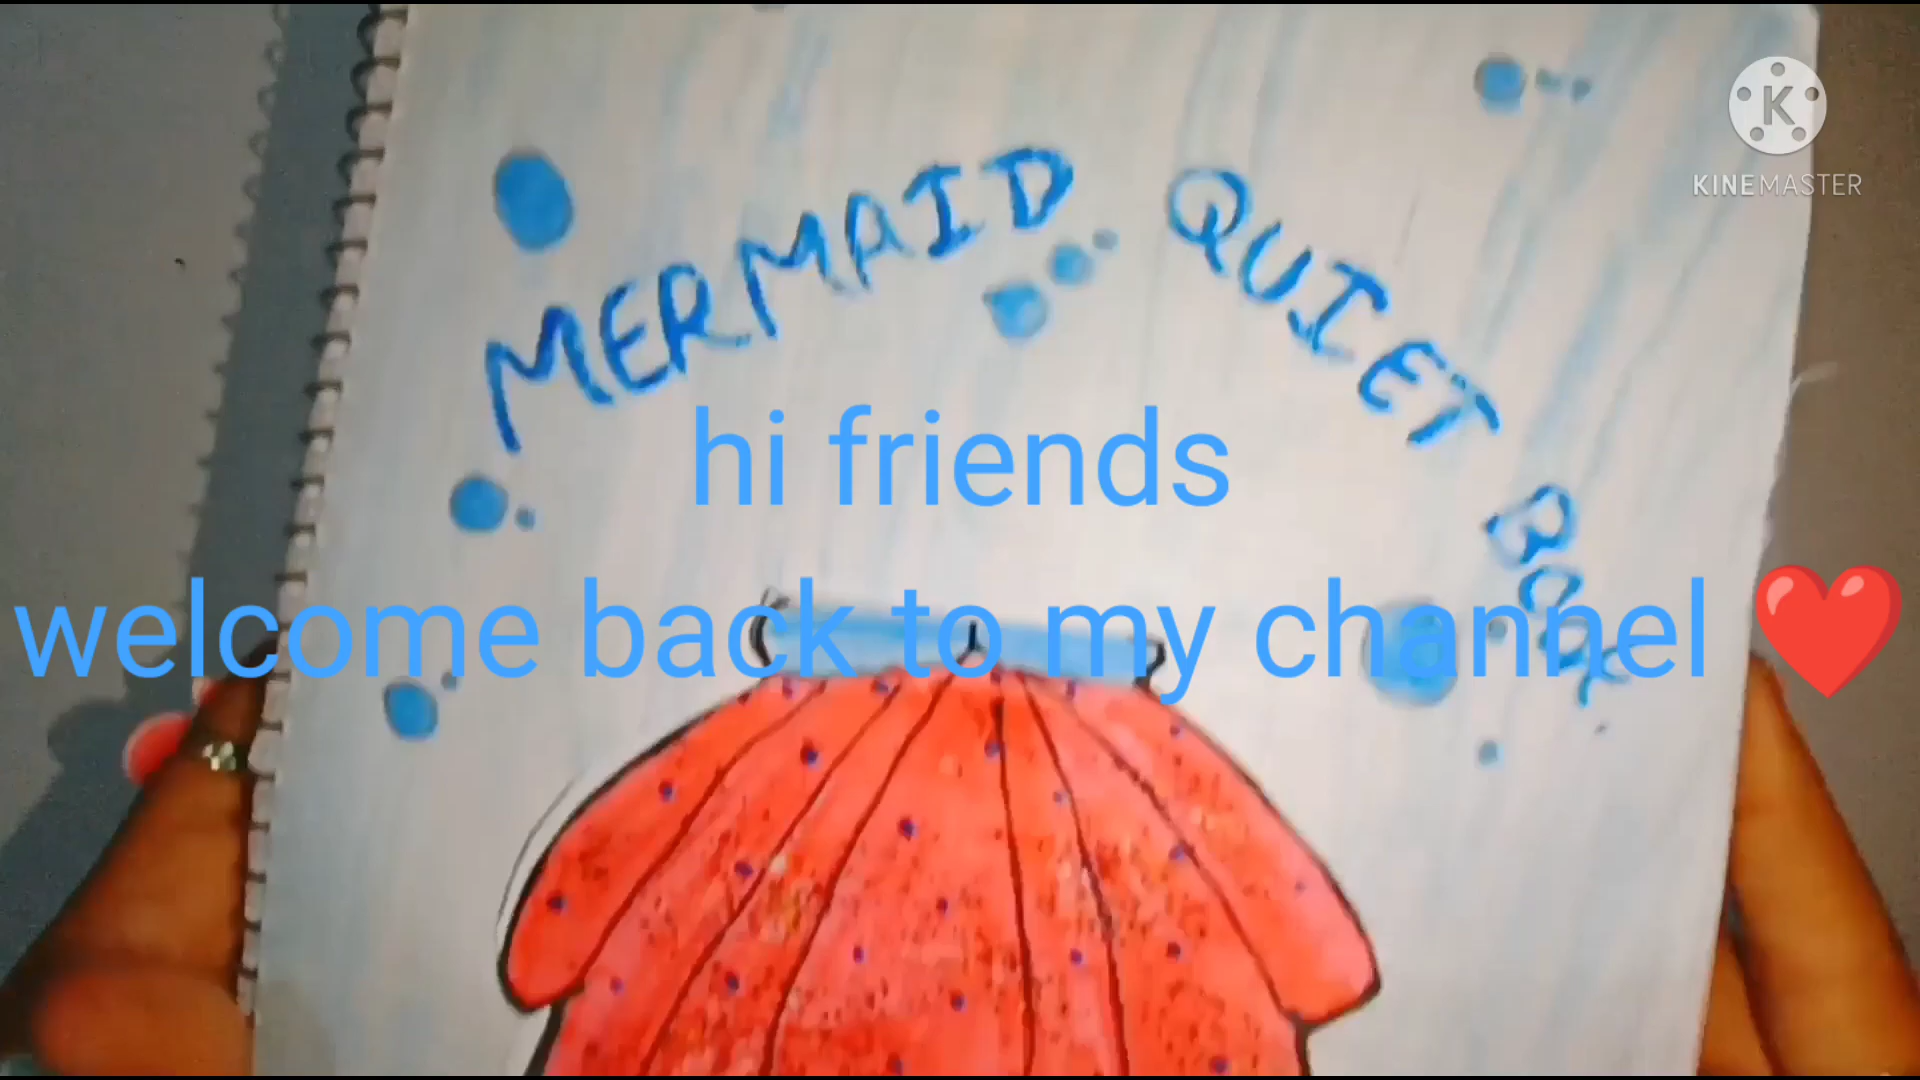 MERMAID QUIET BOOK
K
KINEMASTER
hi friends
welcome back to my channel ❤️